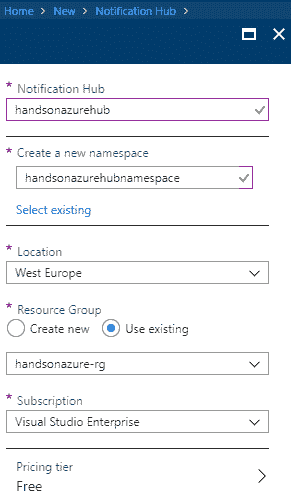 Home > New > Notification Hub >
* Notification Hub
handsonazurehub
* Create a new namespace
handsonazurehubnamespace
Select existing
* Location
West Europe
* Resource Group
Create new Use existing
handsonazure-rg
* Subscription
Visual Studio Enterprise
Pricing tier
Free